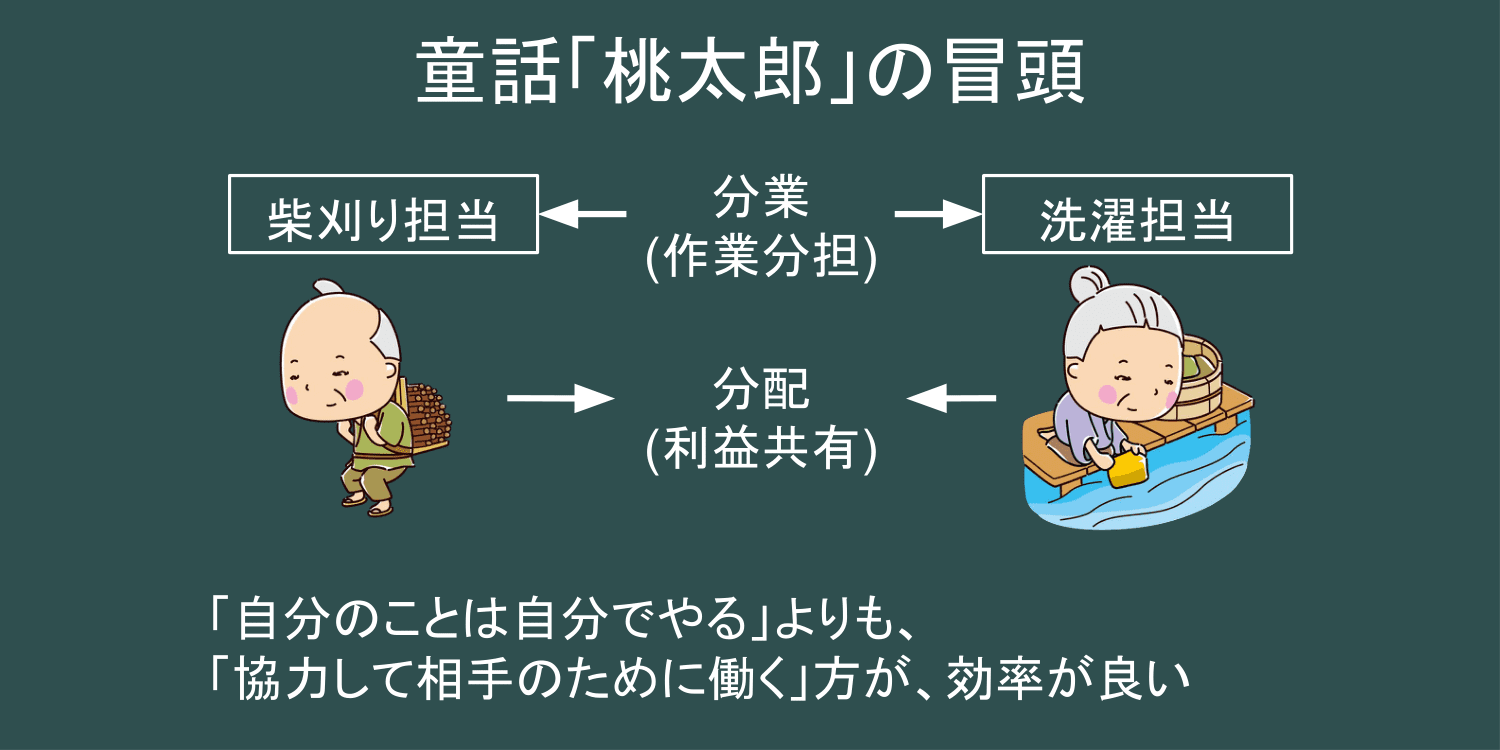 童話「桃太郎」の冒頭
柴刈り担当
分業
(作業分担)
洗濯担当
分配
(利益共有)
「自分のことは自分でやる」よりも、
「協力して相手のために働く」方が、効率が良い